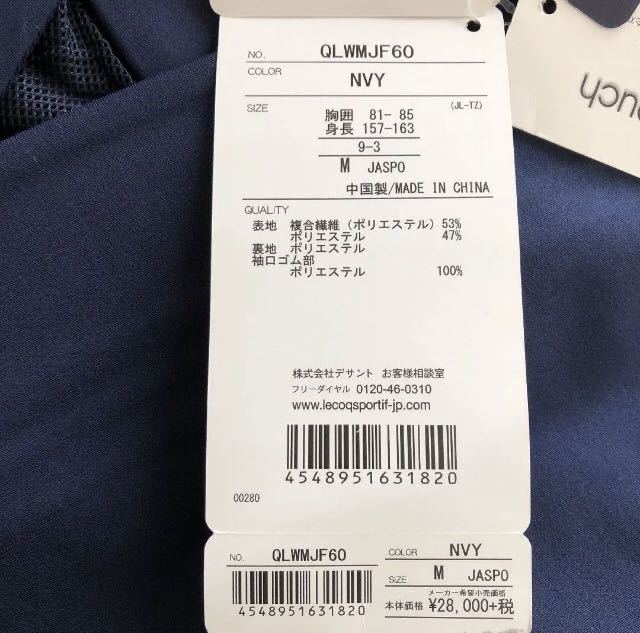 NO. QLWMJF60
COLOR NVY
SIZE 胸囲 81- 85 (JL-TZ)
身長 157-163
9-3
M JASPO
中国製/MADE IN CHINA
QUALITY
表地 複合繊維(ポリエステル) 53%
ポリエステル 47%
裏地 ポリエステル
袖口ゴム部
ポリエステル 100%
株式会社デサント お客様相談室
フリーダイヤル 0120-46-0310
www.lecoqsportif-jp.com
4548951631820
00280
NO. QLWMJF60
4548951631820
COLOR NVY
SIZE M JASPO
メーカー希望小売価格
本体価格 ¥28,000+税